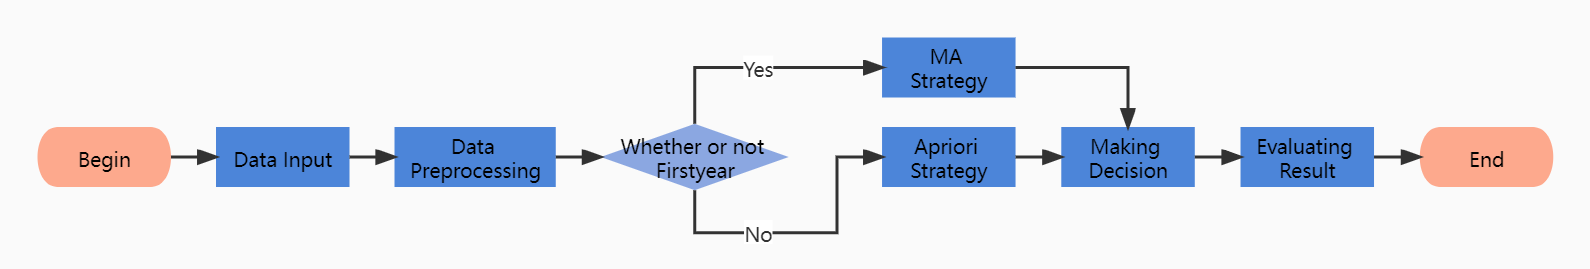 Begin
Data Input
Data
Preprocessing
Whether or not
Firstyear
Yes
MA
Strategy
No
Apriori
Strategy
Making
Decision
Evaluating
Result
End